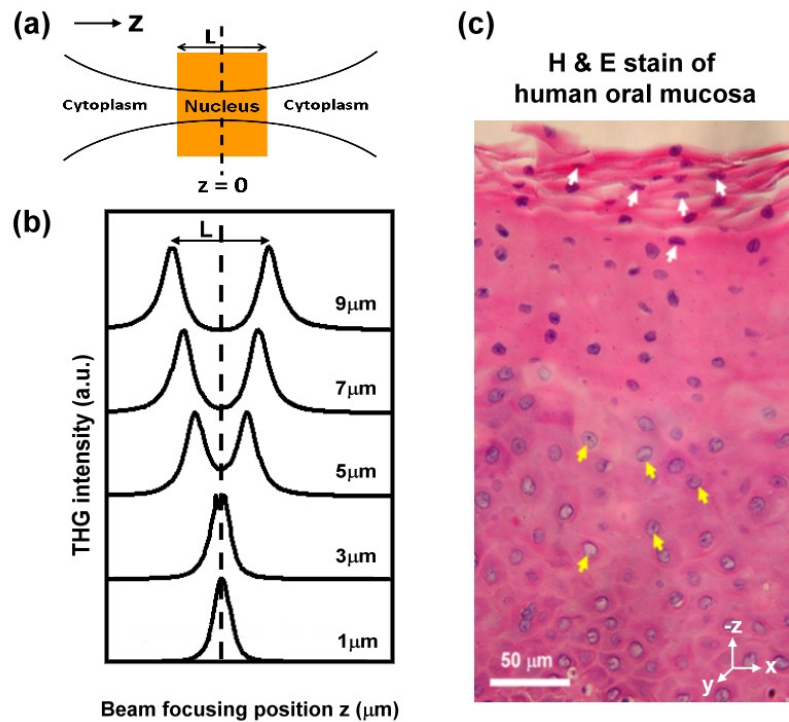 (a)
z
L
Cytoplasm Nucleus Cytoplasm
z = 0
(b)
L
9μm
7μm
5μm
3μm
1μm
THG intensity (a.u.)
Beam focusing position z (μm)
(c)
H & E stain of
human oral mucosa
50 μm
-z
x
y